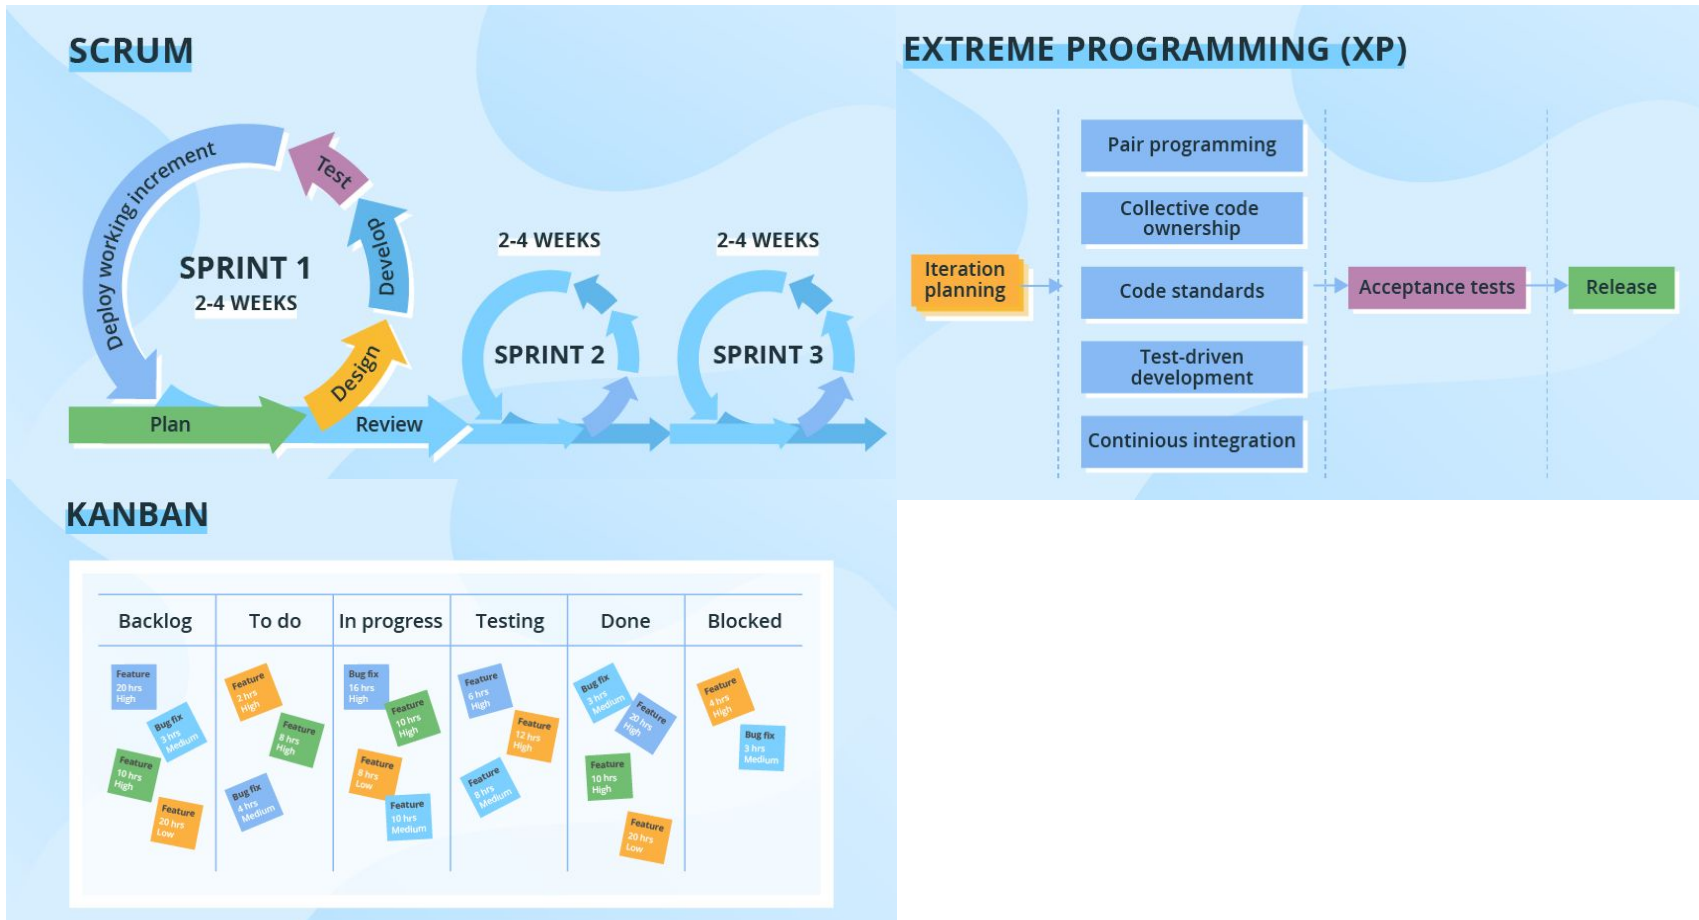 SCRUM
Deploy working increment
Test
Develop
SPRINT 1
2-4 WEEKS
Design
Plan
Review
2-4 WEEKS
SPRINT 2
2-4 WEEKS
SPRINT 3
EXTREME PROGRAMMING (XP)
Iteration
planning
Pair programming
Collective code
ownership
Code standards
Test-driven
development
Continious integration
Acceptance tests
Release
KANBAN
Backlog
To do
In progress
Testing
Done
Blocked
Feature
20 hrs
High
Bug fix
3 hrs
Medium
Feature
10 hrs
High
Feature
20 hrs
Low
Feature
2 hrs
High
Feature
8 hrs
High
Bug fix
4 hrs
Medium
Bug fix
16 hrs
High
Feature
10 hrs
High
Feature
8 hrs
Low
Feature
10 hrs
Medium
Feature
6 hrs
High
Feature
12 hrs
High
Feature
8 hrs
Medium
Bug fix
3 hrs
Medium
Feature
20 hrs
High
Feature
10 hrs
High
Feature
20 hrs
Low
Feature
4 hrs
High
Bug fix
3 hrs
Medium